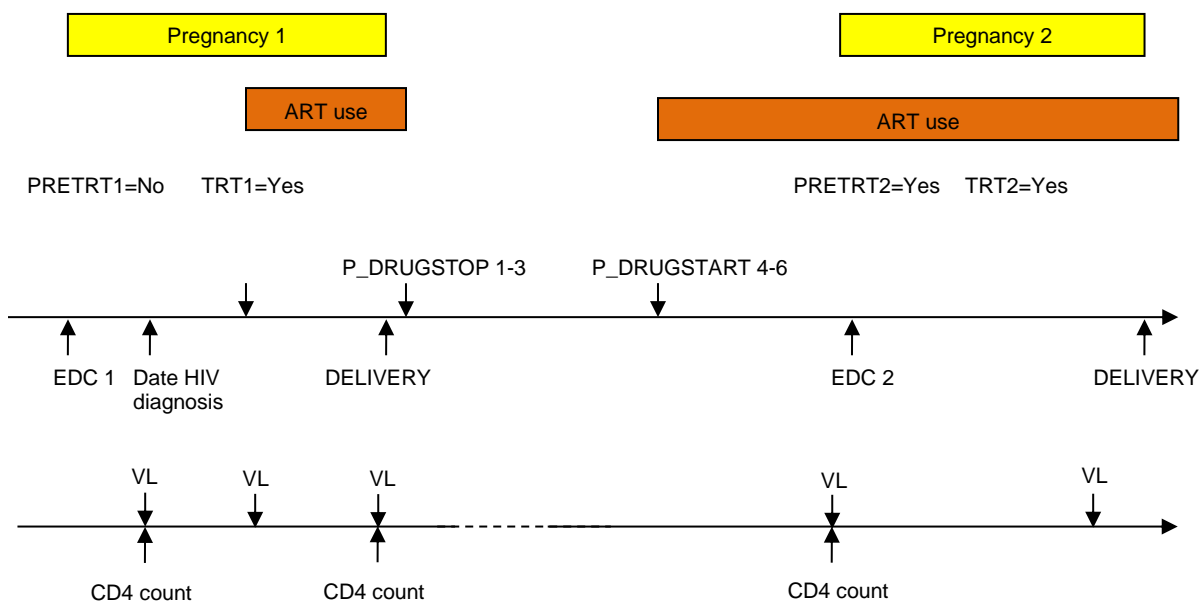 Pregnancy 1
Pregnancy 2
ART use
ART use
PRETRT1=No
TRT1=Yes
PRETRT2=Yes
TRT2=Yes
P_DRUGSTOP 1-3
P_DRUGSTART 4-6
EDC 1
Date HIV
diagnosis
DELIVERY
EDC 2
DELIVERY
VL
VL
VL
VL
VL
CD4 count
CD4 count
CD4 count